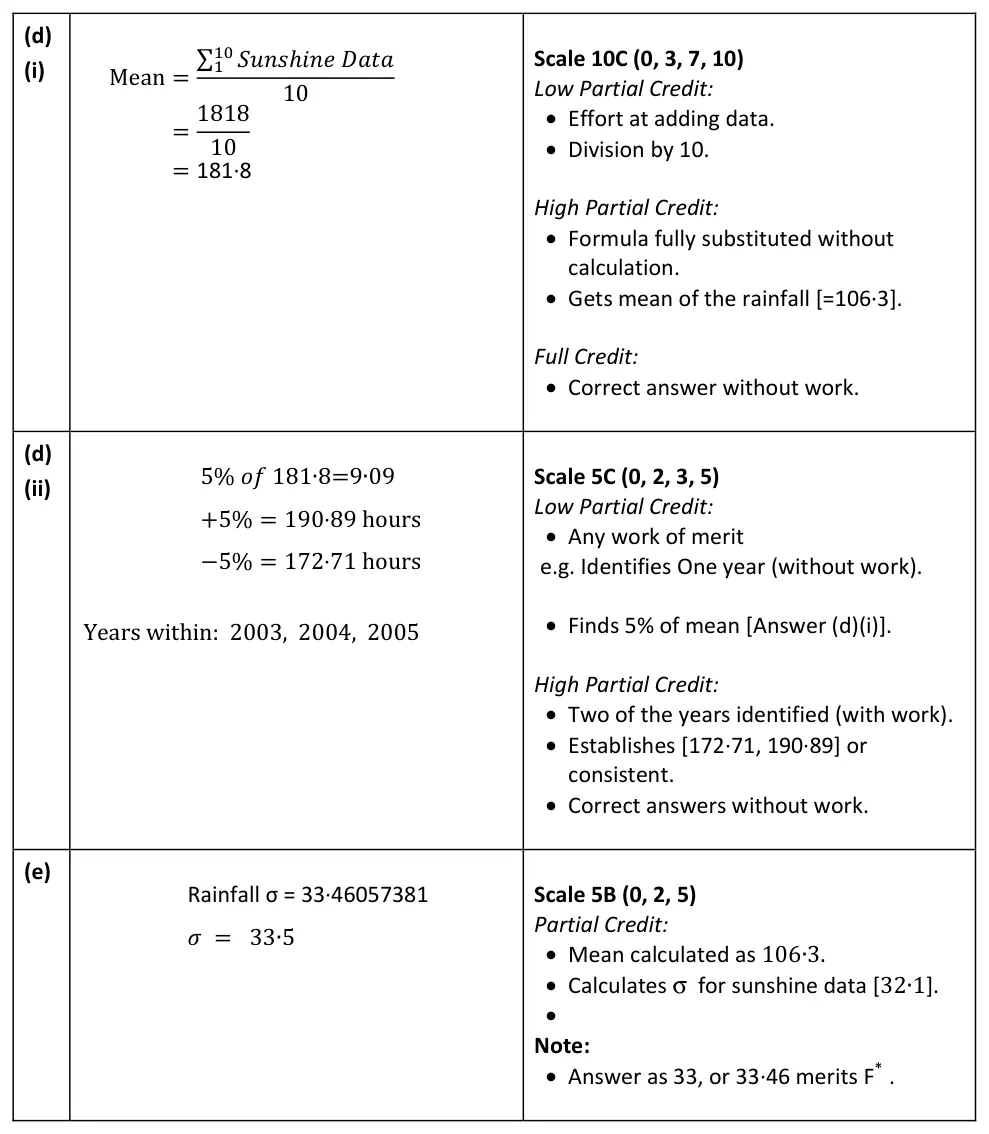 (d)
(i)
Mean = ∑₁¹⁰ Sunshine Data / 10
= 1818 / 10
= 181·8
Scale 10C (0, 3, 7, 10)
Low Partial Credit:
• Effort at adding data.
• Division by 10.
High Partial Credit:
• Formula fully substituted without
calculation.
• Gets mean of the rainfall [=106·3].
Full Credit:
• Correct answer without work.
(d)
(ii)
5% of 181·8=9·09
+5% = 190·89 hours
−5% = 172·71 hours
Years within: 2003, 2004, 2005
Scale 5C (0, 2, 3, 5)
Low Partial Credit:
• Any work of merit
e.g. Identifies One year (without work).
• Finds 5% of mean [Answer (d)(i)].
High Partial Credit:
• Two of the years identified (with work).
• Establishes [172·71, 190·89] or
consistent.
• Correct answers without work.
(e)
Rainfall σ = 33·46057381
σ = 33·5
Scale 5B (0, 2, 5)
Partial Credit:
• Mean calculated as 106·3.
• Calculates σ for sunshine data [32·1].
•
Note:
• Answer as 33, or 33·46 merits F* .